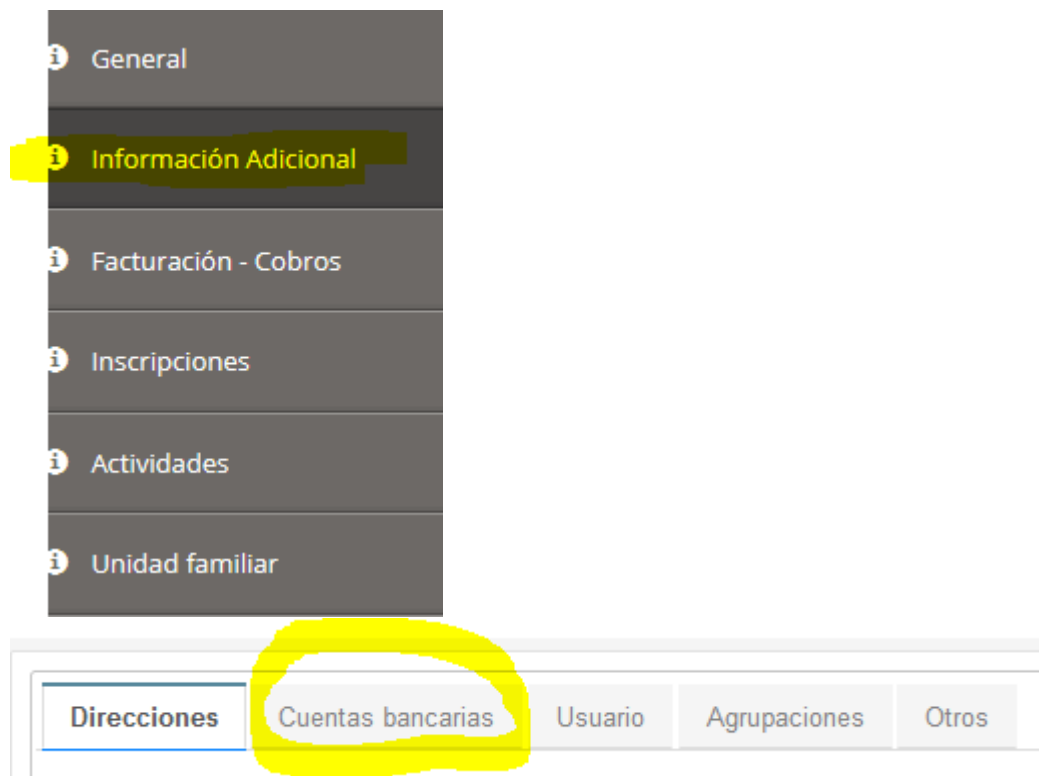 General
Información Adicional
Facturación - Cobros
Inscripciones
Actividades
Unidad familiar
Direcciones Cuentas bancarias Usuario Agrupaciones Otros